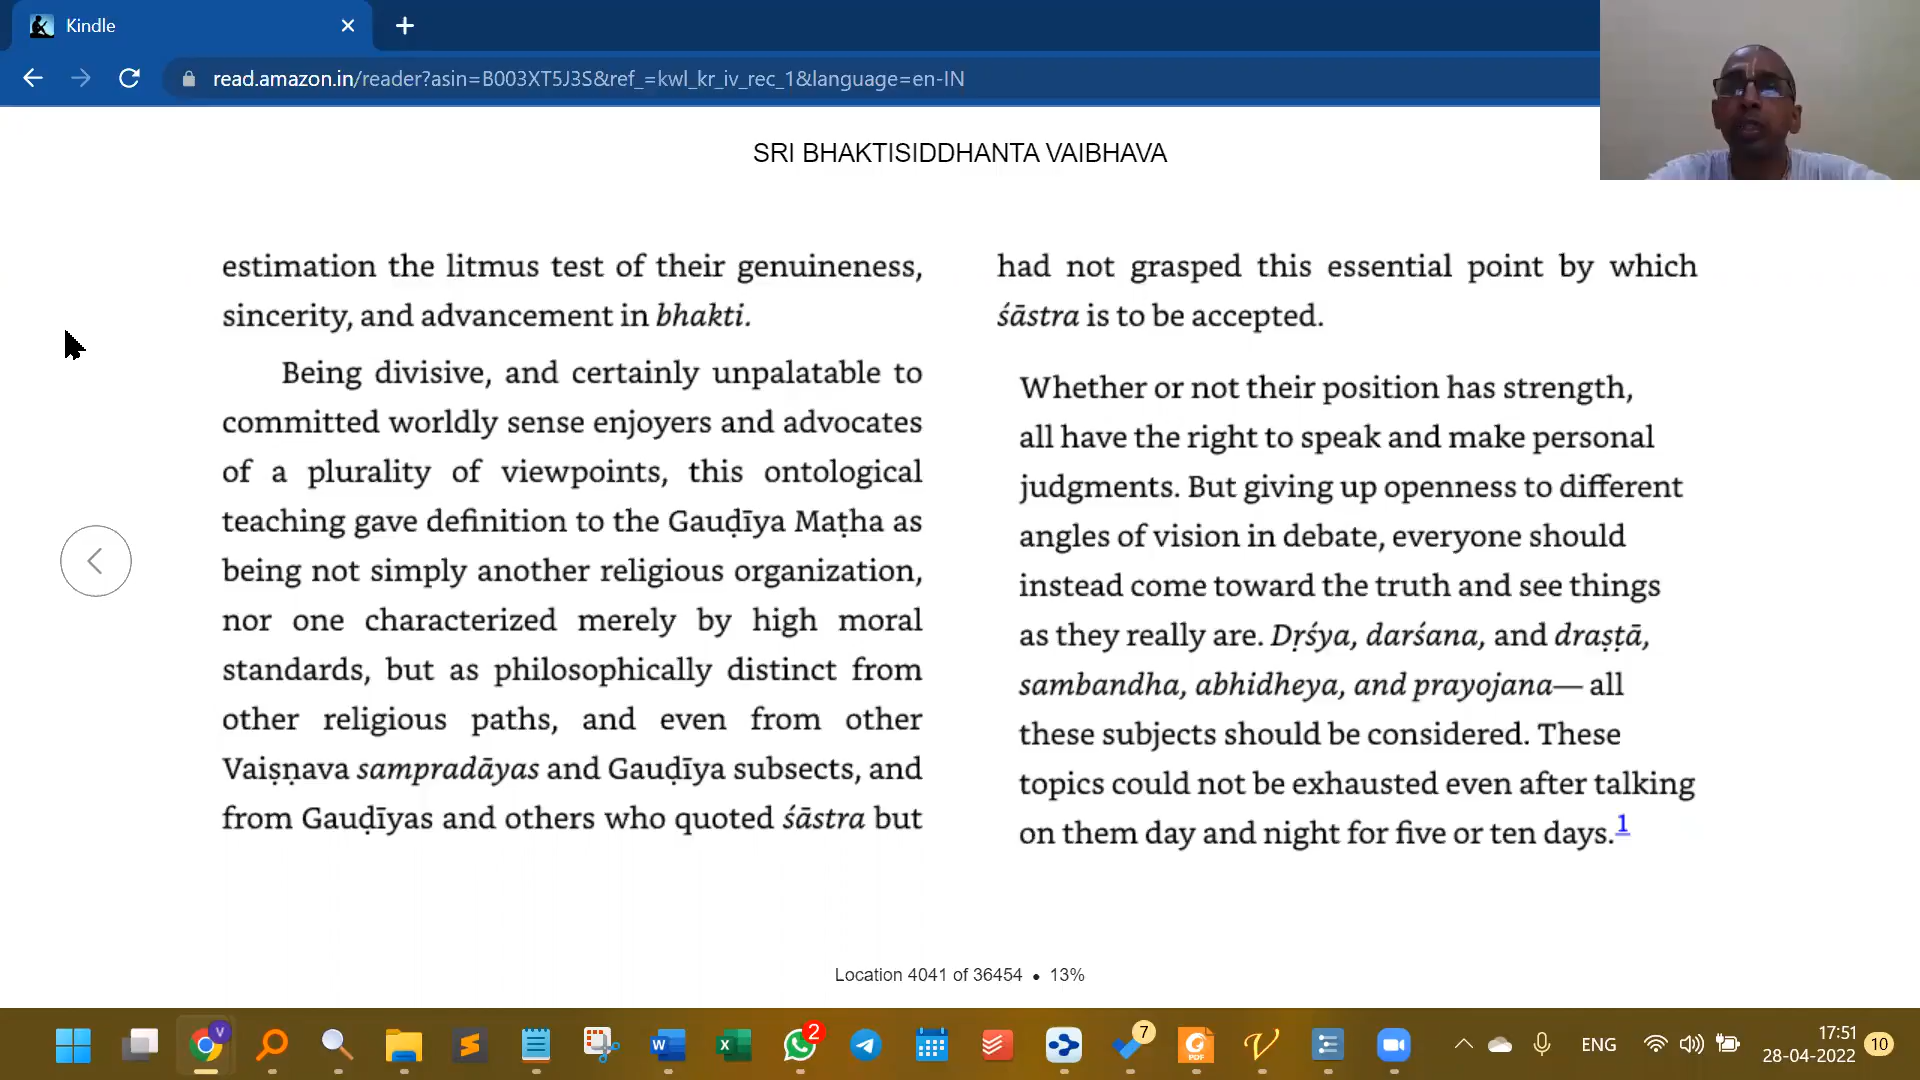 Kindle
read.amazon.in/reader?asin=B003XT5J3S&ref_=kwl_kr_iv_rec_1&language=en-IN
SRI BHAKTISIDDHANTA VAIBHAVA
estimation the litmus test of their genuineness,
sincerity, and advancement in bhakti.
Being divisive, and certainly unpalatable to
committed worldly sense enjoyers and advocates
of a plurality of viewpoints, this ontological
teaching gave definition to the Gauḍīya Maṭha as
being not simply another religious organization,
nor one characterized merely by high moral
standards, but as philosophically distinct from
other religious paths, and even from other
Vaiṣṇava sampradāyas and Gauḍīya subsects, and
from Gauḍīyas and others who quoted śāstra but
had not grasped this essential point by which
śāstra is to be accepted.
Whether or not their position has strength,
all have the right to speak and make personal
judgments. But giving up openness to different
angles of vision in debate, everyone should
instead come toward the truth and see things
as they really are. Dṛśya, darśana, and draṣṭā,
sambandha, abhidheya, and prayojana— all
these subjects should be considered. These
topics could not be exhausted even after talking
on them day and night for five or ten days.1
Location 4041 of 36454 • 13%
V
W
X
2
7
PDF
V
ENG
17:51
28-04-2022
10